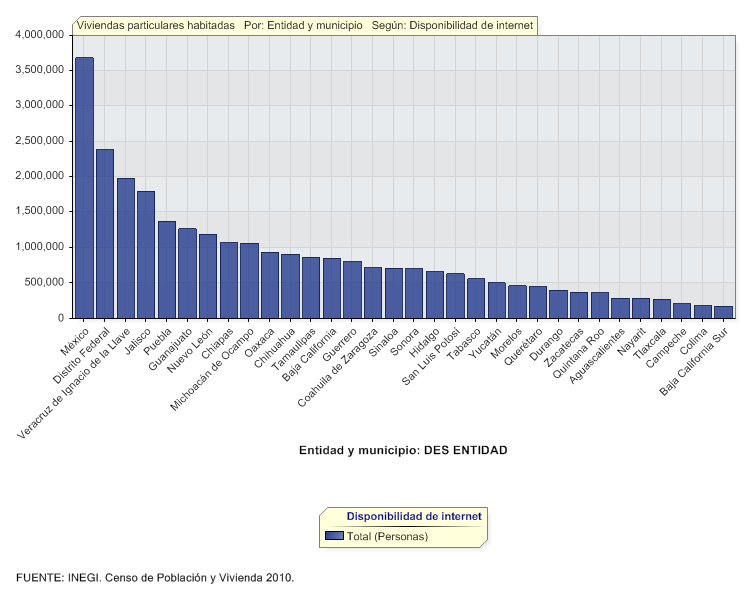 Viviendas particulares habitadas   Por: Entidad y municipio   Según: Disponibilidad de internet
4,000,000
3,500,000
3,000,000
2,500,000
2,000,000
1,500,000
1,000,000
500,000
0
México
Distrito Federal
Veracruz de Ignacio de la Llave
Jalisco
Puebla
Guanajuato
Nuevo León
Chiapas
Michoacán de Ocampo
Oaxaca
Chihuahua
Tamaulipas
Baja California
Guerrero
Coahuila de Zaragoza
Sinaloa
Sonora
Hidalgo
San Luis Potosí
Tabasco
Yucatán
Morelos
Querétaro
Durango
Zacatecas
Quintana Roo
Aguascalientes
Nayarit
Tlaxcala
Campeche
Colima
Baja California Sur
Entidad y municipio: DES ENTIDAD
Disponibilidad de internet
Total (Personas)
FUENTE: INEGI. Censo de Población y Vivienda 2010.